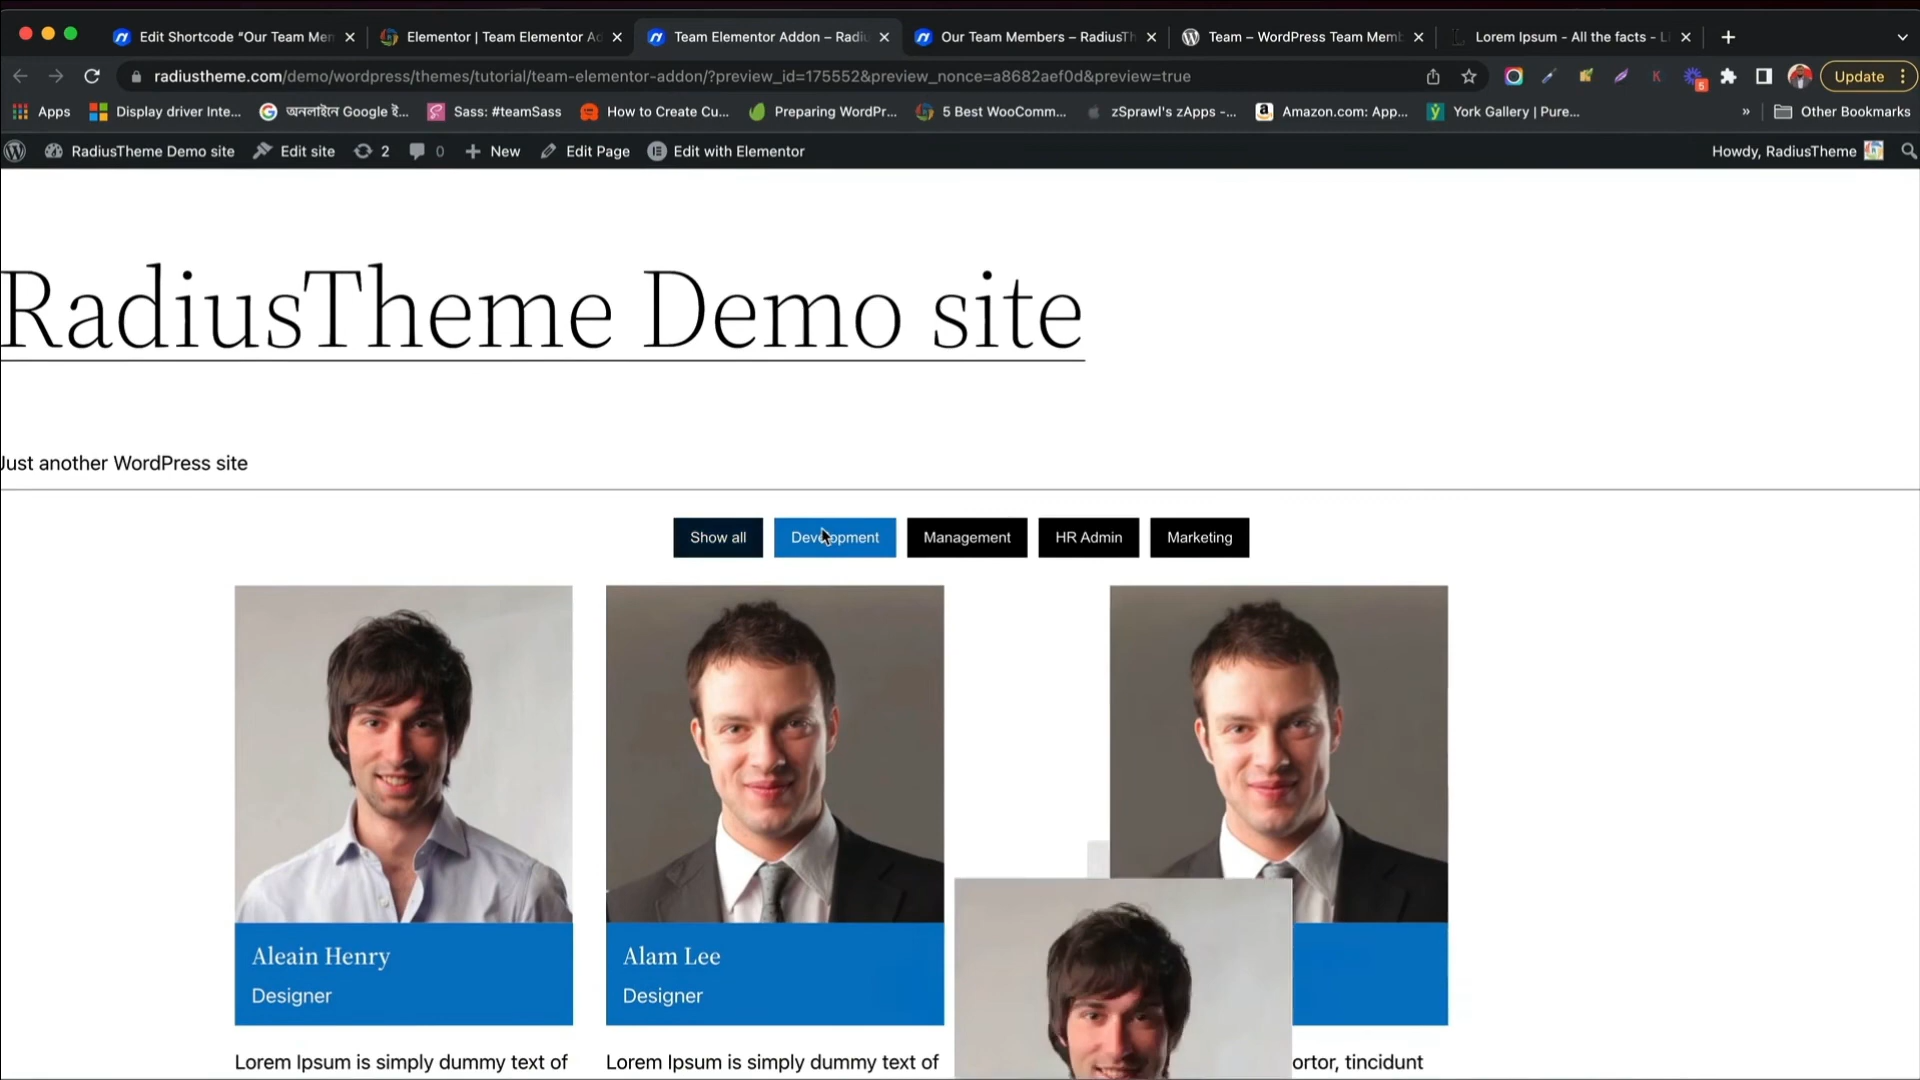 Edit Shortcode “Our Team Mem
Elementor | Team Elementor Ad
Team Elementor Addon – Radiu
Our Team Members – RadiusTh
Team – WordPress Team Memb
Lorem Ipsum - All the facts - Li
radiustheme.com/demo/wordpress/themes/tutorial/team-elementor-addon/?preview_id=175552&preview_nonce=a8682aef0d&preview=true
K
5
Update
Apps
Display driver Inte...
অনলাইনে Google ই...
Sass: #teamSass
How to Create Cu...
Preparing WordPr...
5 Best WooComm...
zSprawl's zApps -...
Amazon.com: App...
York Gallery | Pure...
»
Other Bookmarks
RadiusTheme Demo site
Edit site
2
0
New
Edit Page
Edit with Elementor
Howdy, RadiusTheme
RadiusTheme Demo site
Just another WordPress site
Show all
Development
Management
HR Admin
Marketing
Aleain Henry
Designer
Alam Lee
Designer
Lorem Ipsum is simply dummy text of
Lorem Ipsum is simply dummy text of
ortor, tincidunt